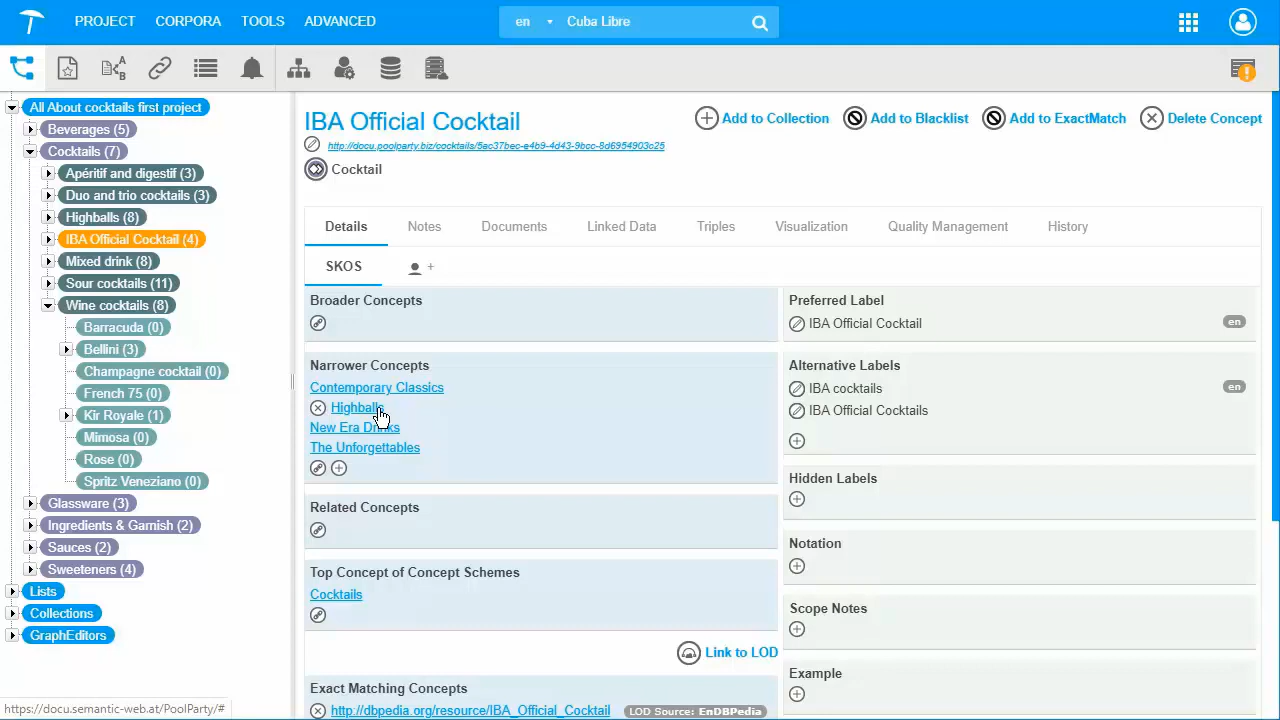 PROJECT CORPORA TOOLS ADVANCED en Cuba Libre
All About cocktails first project
Beverages (5)
Cocktails (7)
Apéritif and digestif (3)
Duo and trio cocktails (3)
Highballs (8)
IBA Official Cocktail (4)
Mixed drink (8)
Sour cocktails (11)
Wine cocktails (8)
Barracuda (0)
Bellini (3)
Champagne cocktail (0)
French 75 (0)
Kir Royale (1)
Mimosa (0)
Rose (0)
Spritz Veneziano (0)
Glassware (3)
Ingredients & Garnish (2)
Sauces (2)
Sweeteners (4)
Lists
Collections
GraphEditors
https://docu.semantic-web.at/PoolParty/#
IBA Official Cocktail
Add to Collection Add to Blacklist Add to ExactMatch Delete Concept
http://docu.poolparty.biz/cocktails/5ac37bec-e4b9-4d43-9bcc-8d6954903c25
Cocktail
Details Notes Documents Linked Data Triples Visualization Quality Management History
SKOS
Broader Concepts
Narrower Concepts
Contemporary Classics
Highballs
New Era Drinks
The Unforgettables
Related Concepts
Top Concept of Concept Schemes
Cocktails
Link to LOD
Exact Matching Concepts
http://dbpedia.org/resource/IBA_Official_Cocktail LOD Source: EnDBPedia
Preferred Label
IBA Official Cocktail en
Alternative Labels
IBA cocktails en
IBA Official Cocktails
Hidden Labels
Notation
Scope Notes
Example